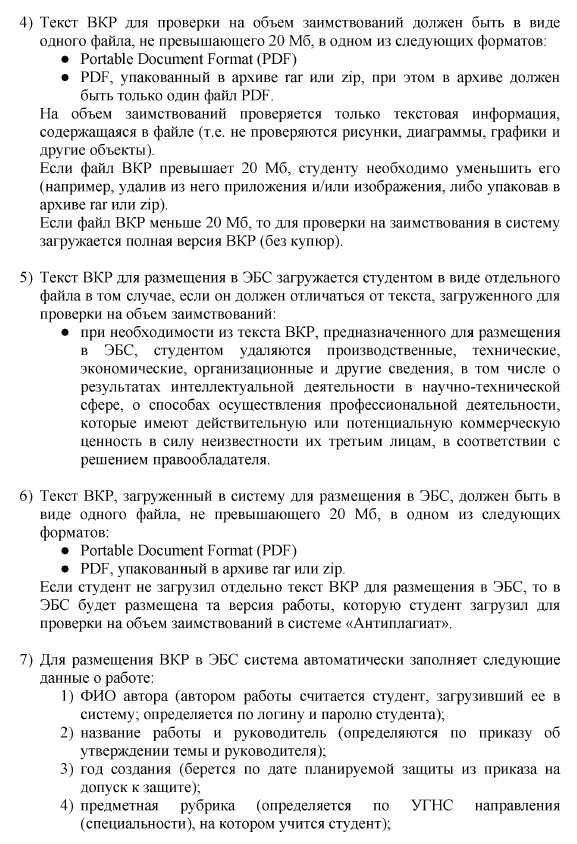 4) Текст ВКР для проверки на объем заимствований должен быть в виде
одного файла, не превышающего 20 Мб, в одном из следующих форматов:
● Portable Document Format (PDF)
● PDF, упакованный в архиве rar или zip, при этом в архиве должен
быть только один файл PDF.
На объем заимствований проверяется только текстовая информация,
содержащаяся в файле (т.е. не проверяются рисунки, диаграммы, графики и
другие объекты).
Если файл ВКР превышает 20 Мб, студенту необходимо уменьшить его
(например, удалив из него приложения и/или изображения, либо упаковав в
архиве rar или zip).
Если файл ВКР меньше 20 Мб, то для проверки на заимствования в систему
загружается полная версия ВКР (без купюр).
5) Текст ВКР для размещения в ЭБС загружается студентом в виде отдельного
файла в том случае, если он должен отличаться от текста, загруженного для
проверки на объем заимствований:
● при необходимости из текста ВКР, предназначенного для размещения
в ЭБС, студентом удаляются производственные, технические,
экономические, организационные и другие сведения, в том числе о
результатах интеллектуальной деятельности в научно-технической
сфере, о способах осуществления профессиональной деятельности,
которые имеют действительную или потенциальную коммерческую
ценность в силу неизвестности их третьим лицам, в соответствии с
решением правообладателя.
6) Текст ВКР, загруженный в систему для размещения в ЭБС, должен быть в
виде одного файла, не превышающего 20 Мб, в одном из следующих
форматов:
● Portable Document Format (PDF)
● PDF, упакованный в архиве rar или zip.
Если студент не загрузил отдельно текст ВКР для размещения в ЭБС, то в
ЭБС будет размещена та версия работы, которую студент загрузил для
проверки на объем заимствований в системе «Антиплагиат».
7) Для размещения ВКР в ЭБС система автоматически заполняет следующие
данные о работе:
1) ФИО автора (автором работы считается студент, загрузивший ее в
систему; определяется по логину и паролю студента);
2) название работы и руководитель (определяются по приказу об
утверждении темы и руководителя);
3) год создания (берется по дате планируемой защиты из приказа на
допуск к защите);
4) предметная рубрика (определяется по УГНС направления
(специальности), на котором учится студент);